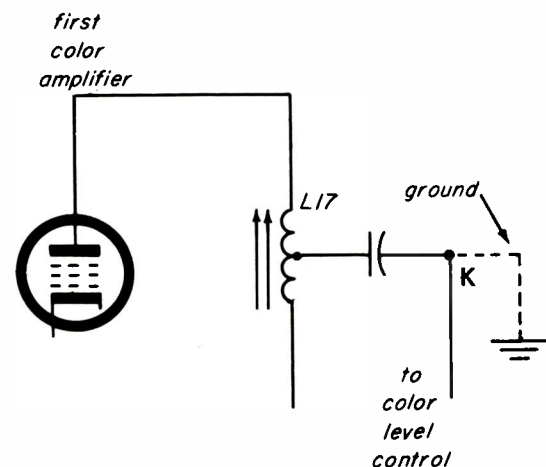 first
color
amplifier
L17
ground
K
to
color
level
control